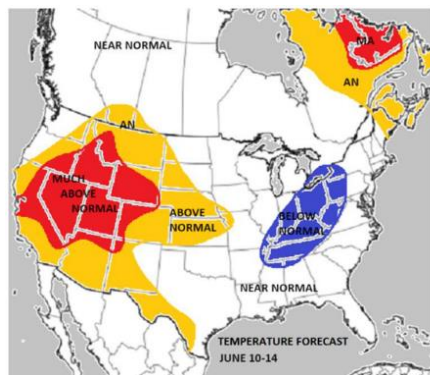 NEAR NORMAL
MA
AN
AN
MUCH
ABOVE
NORMAL
ABOVE
NORMAL
BELOW
NORMAL
NEAR NORMAL
TEMPERATURE FORECAST
JUNE 10-14